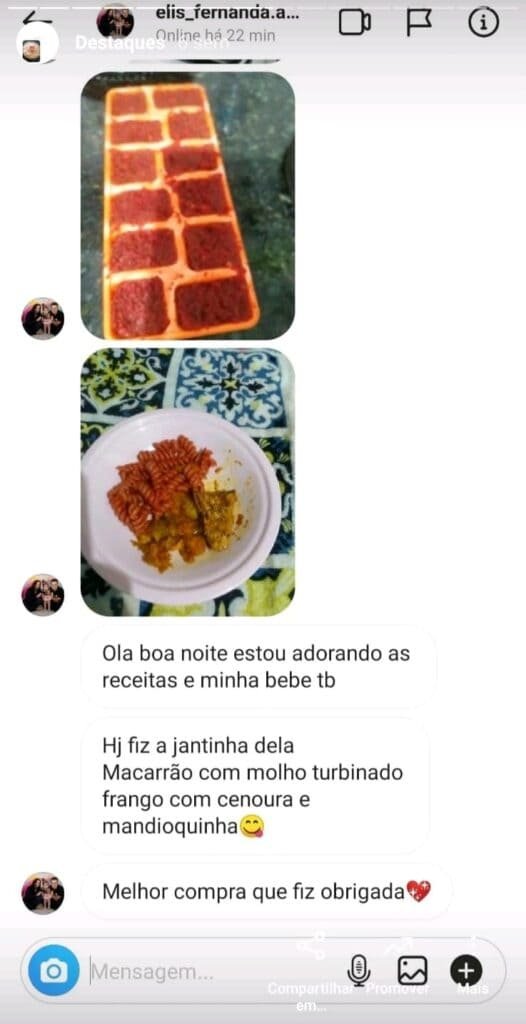 elis_fernanda.a...
Online há 22 min
Destaques 6 sem
Ola boa noite estou adorando as
receitas e minha bebe tb
Hj fiz a jantinha dela
Macarrão com molho turbinado
frango com cenoura e
mandioquinha😋
Melhor compra que fiz obrigada💖
Mensagem...
Compartilhar Promover Mais
em...